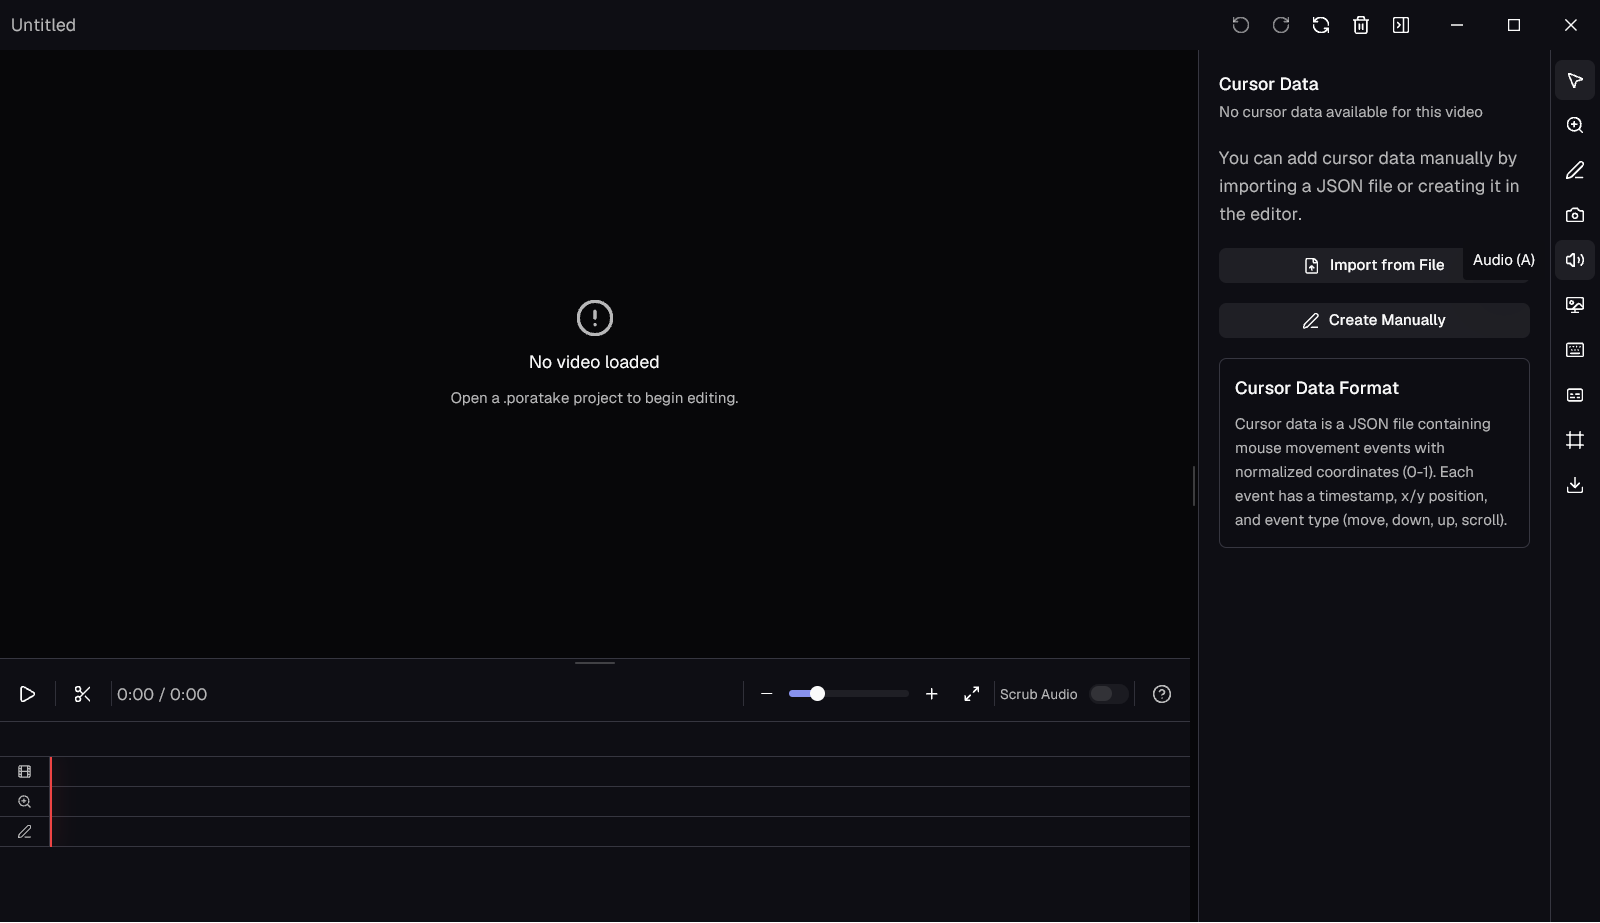 Untitled
Cursor Data
No cursor data available for this video
You can add cursor data manually by
importing a JSON file or creating it in
the editor.
Import from File
Audio (A)
Create Manually
Cursor Data Format
Cursor data is a JSON file containing
mouse movement events with
normalized coordinates (0-1). Each
event has a timestamp, x/y position,
and event type (move, down, up, scroll).
No video loaded
Open a .poratake project to begin editing.
0:00 / 0:00
Scrub Audio